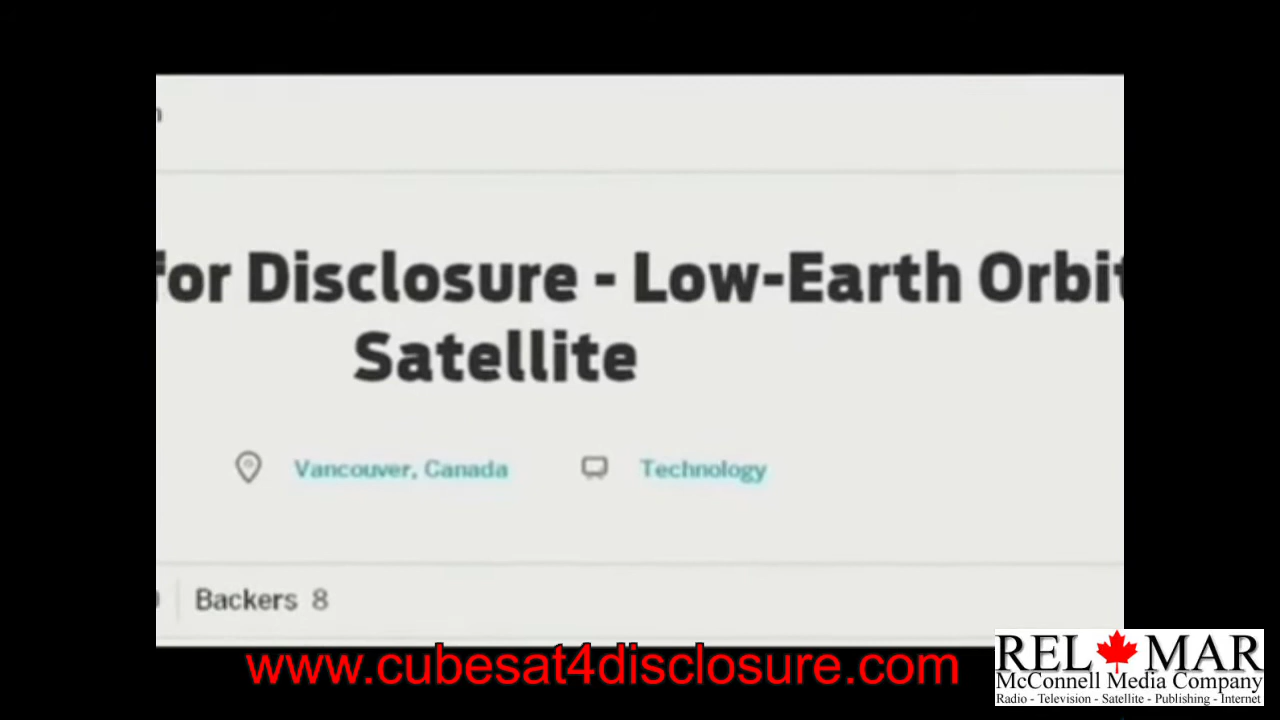 for Disclosure - Low-Earth Orbit
Satellite
Vancouver, Canada
Technology
Backers 8
www.cubesat4disclosure.com
REL MAR
McConnell Media Company
Radio - Television - Satellite - Publishing - Internet